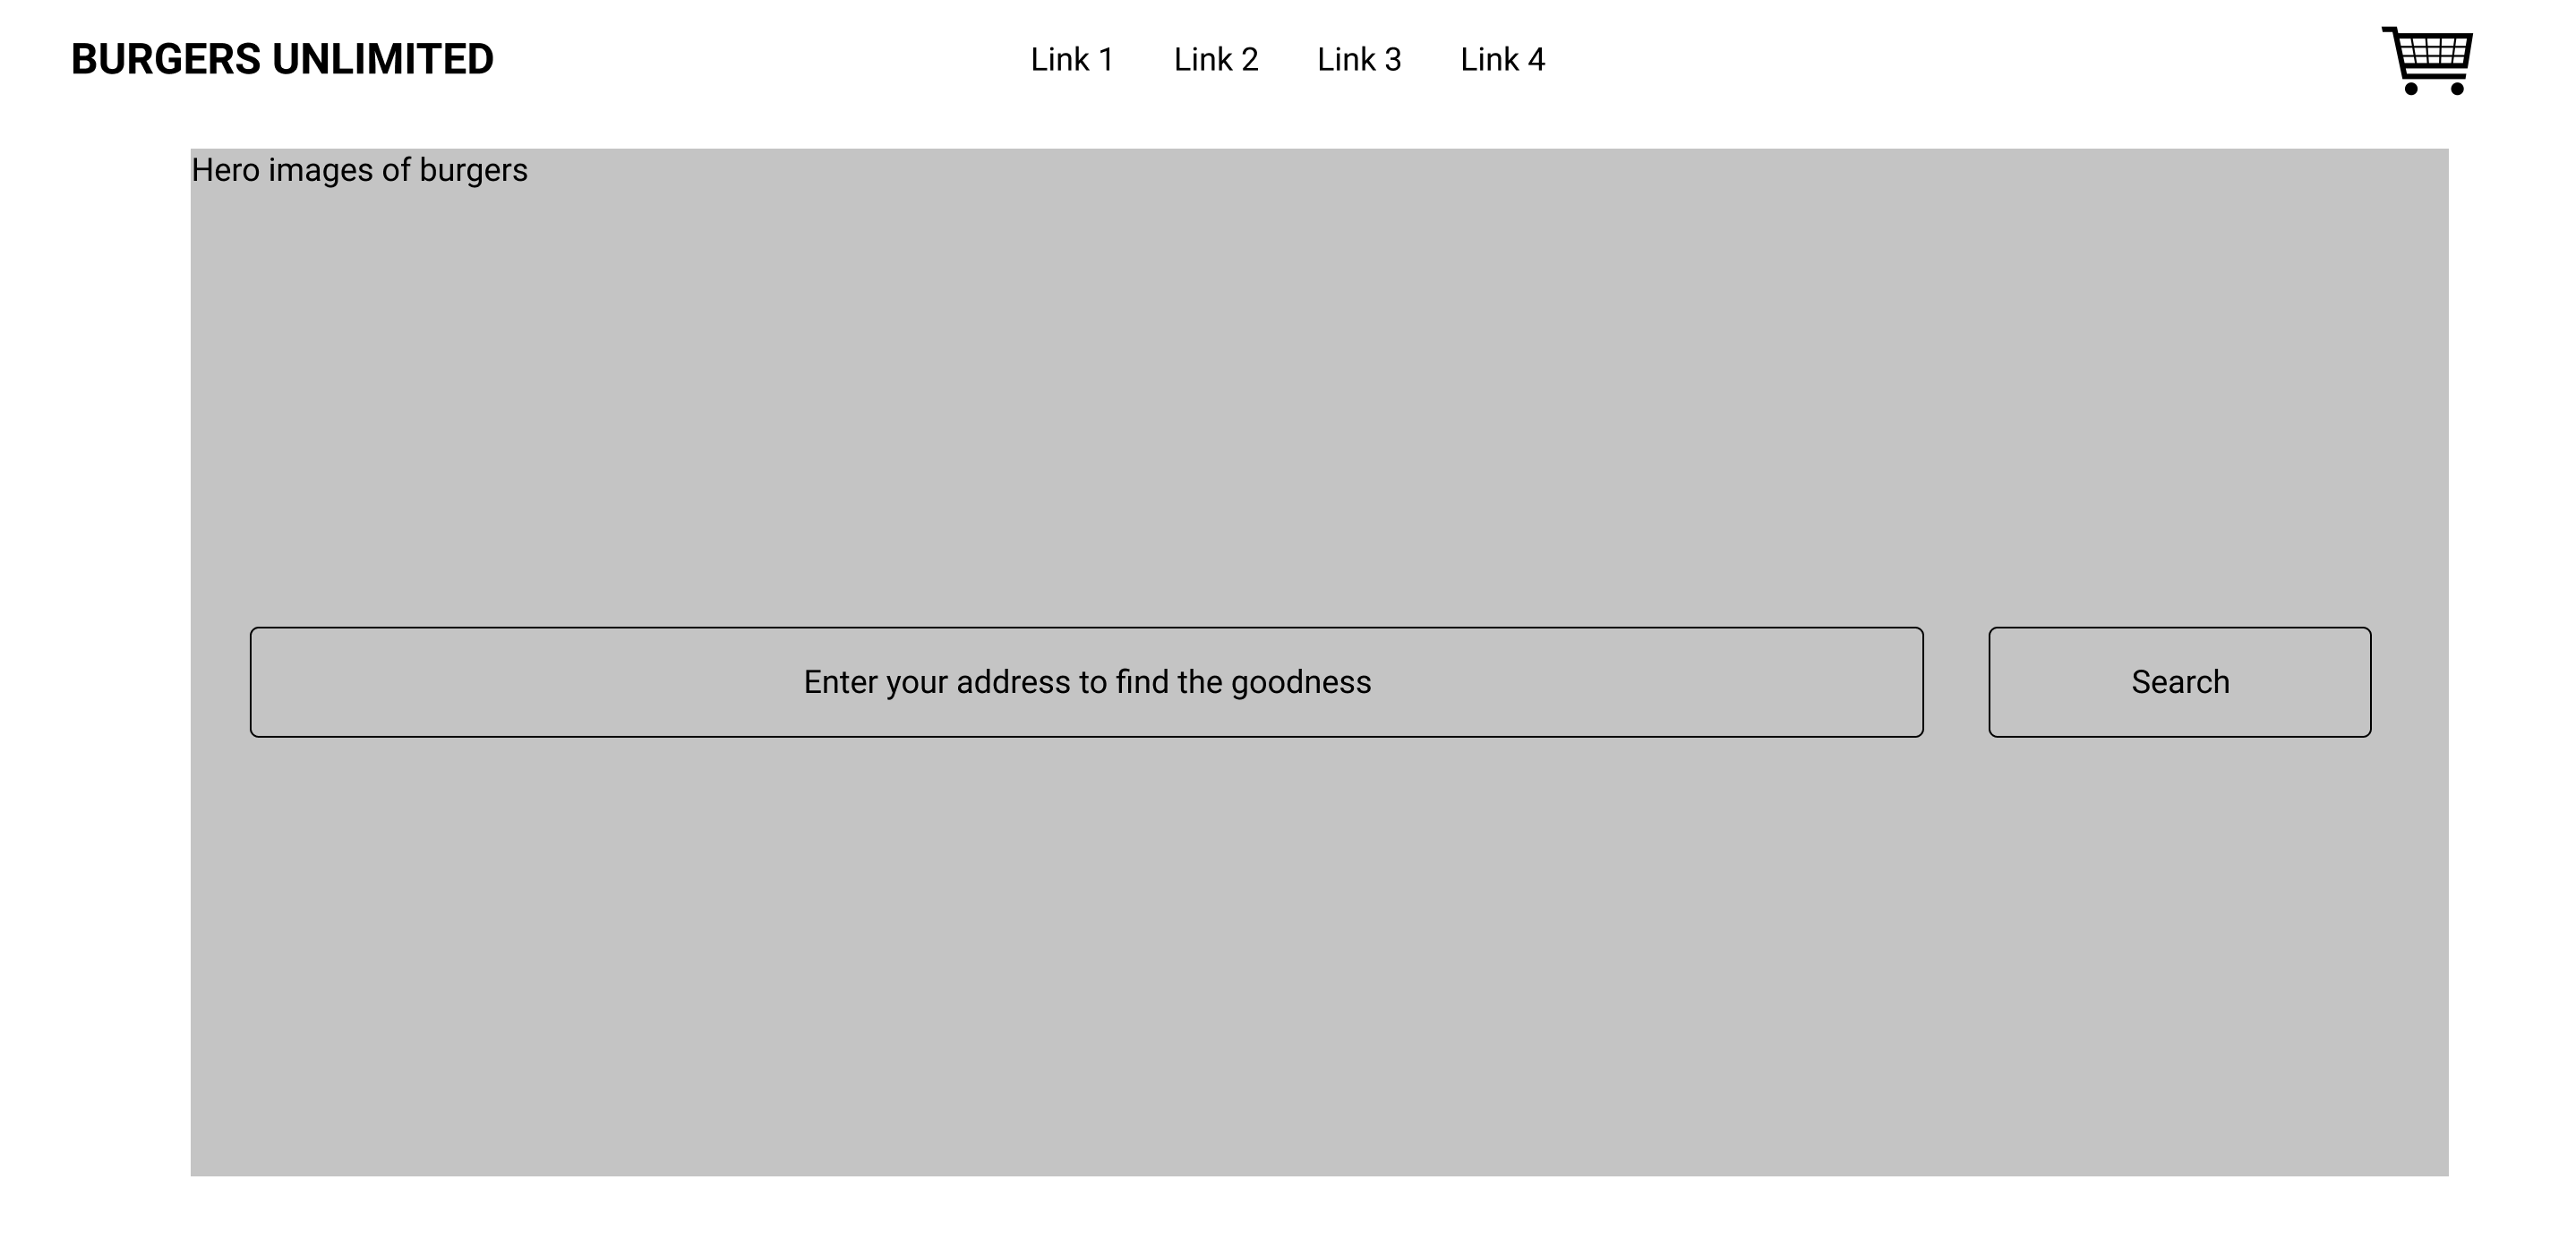 BURGERS UNLIMITED
Link 1 Link 2 Link 3 Link 4
Hero images of burgers
Enter your address to find the goodness
Search